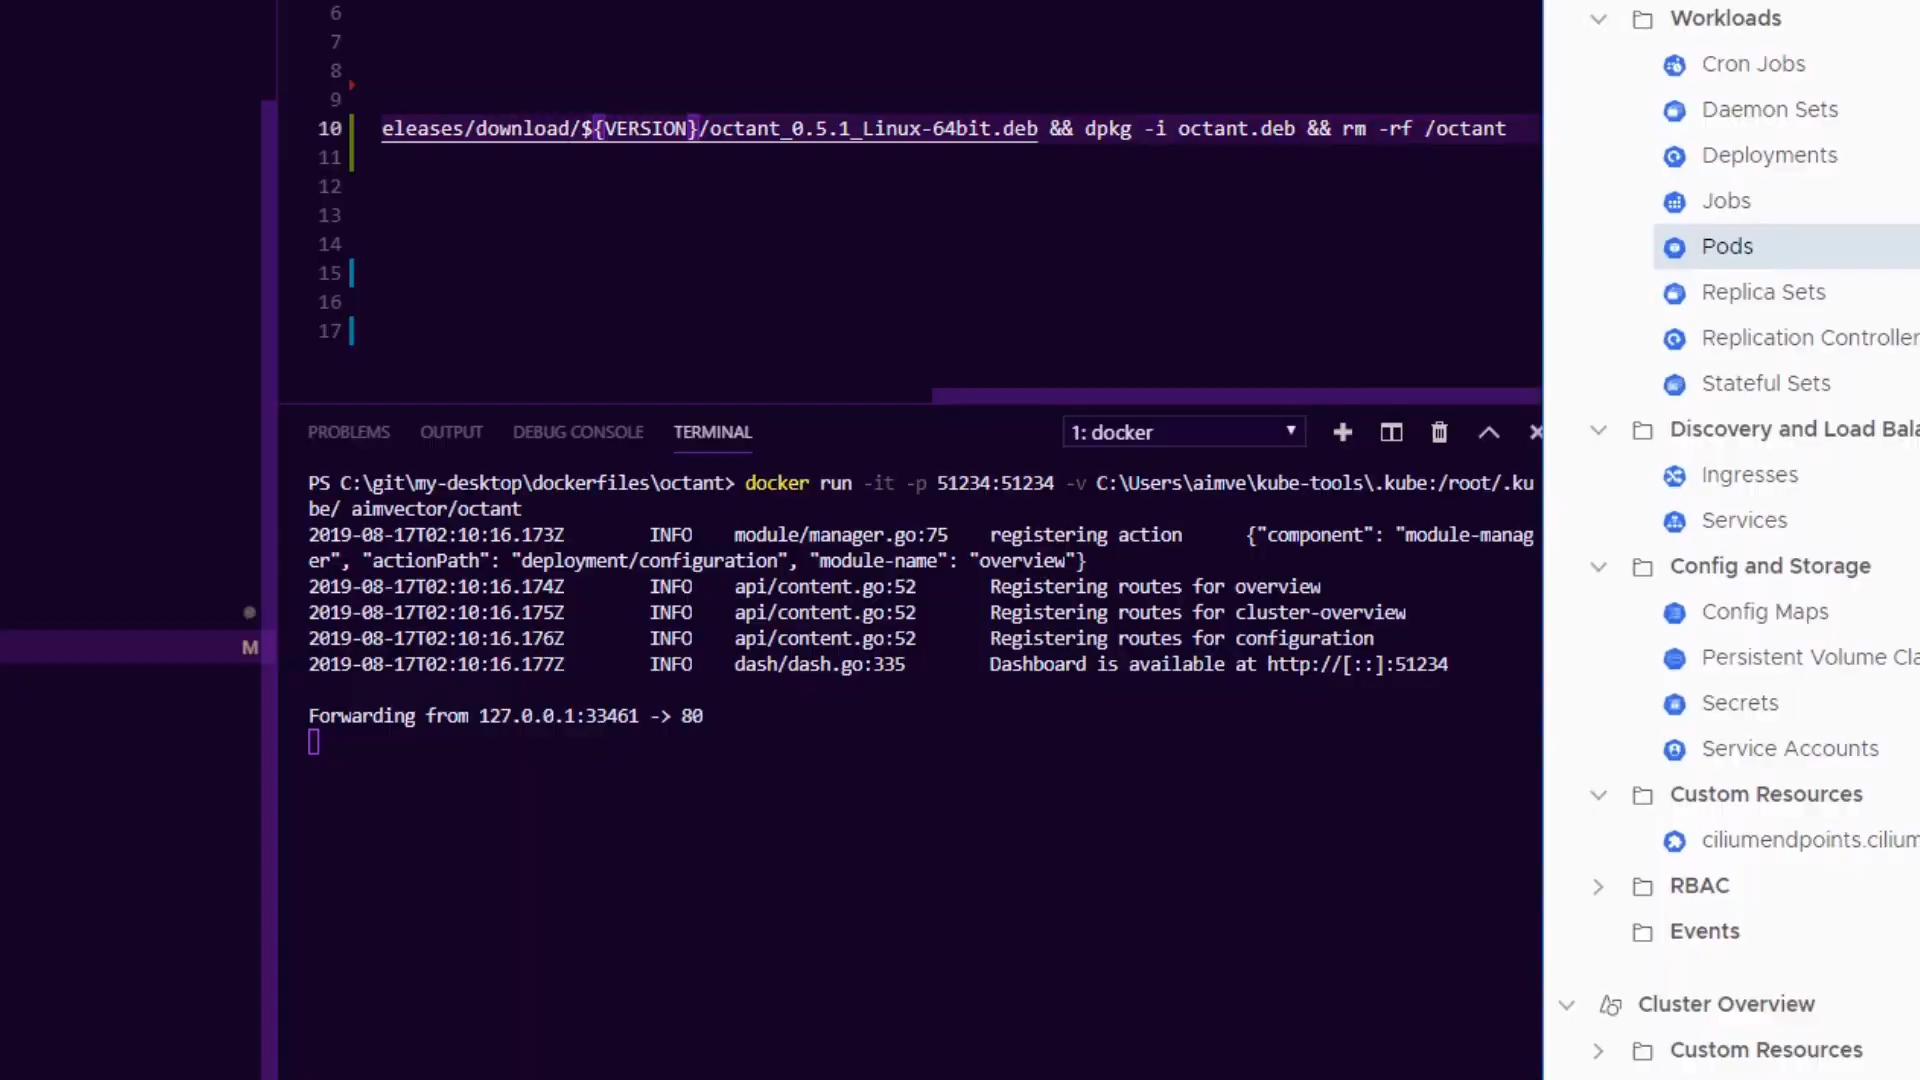 6
7
8
9
10 eleases/download/${VERSION}/octant_0.5.1_Linux-64bit.deb && dpkg -i octant.deb && rm -rf /octant
11
12
13
14
15
16
17
PROBLEMS OUTPUT DEBUG CONSOLE TERMINAL 1: docker
PS C:\git\my-desktop\dockerfiles\octant> docker run -it -p 51234:51234 -v C:\Users\aimve\kube-tools\.kube:/root/.ku
be/ aimvector/octant
2019-08-17T02:10:16.173Z INFO module/manager.go:75 registering action {"component": "module-manag
er", "actionPath": "deployment/configuration", "module-name": "overview"}
2019-08-17T02:10:16.174Z INFO api/content.go:52 Registering routes for overview
2019-08-17T02:10:16.175Z INFO api/content.go:52 Registering routes for cluster-overview
2019-08-17T02:10:16.176Z INFO api/content.go:52 Registering routes for configuration
2019-08-17T02:10:16.177Z INFO dash/dash.go:335 Dashboard is available at http://[::]:51234
Forwarding from 127.0.0.1:33461 -> 80
M
Workloads
Cron Jobs
Daemon Sets
Deployments
Jobs
Pods
Replica Sets
Replication Controller
Stateful Sets
Discovery and Load Bala
Ingresses
Services
Config and Storage
Config Maps
Persistent Volume Cla
Secrets
Service Accounts
Custom Resources
ciliumendpoints.cilium
RBAC
Events
Cluster Overview
Custom Resources